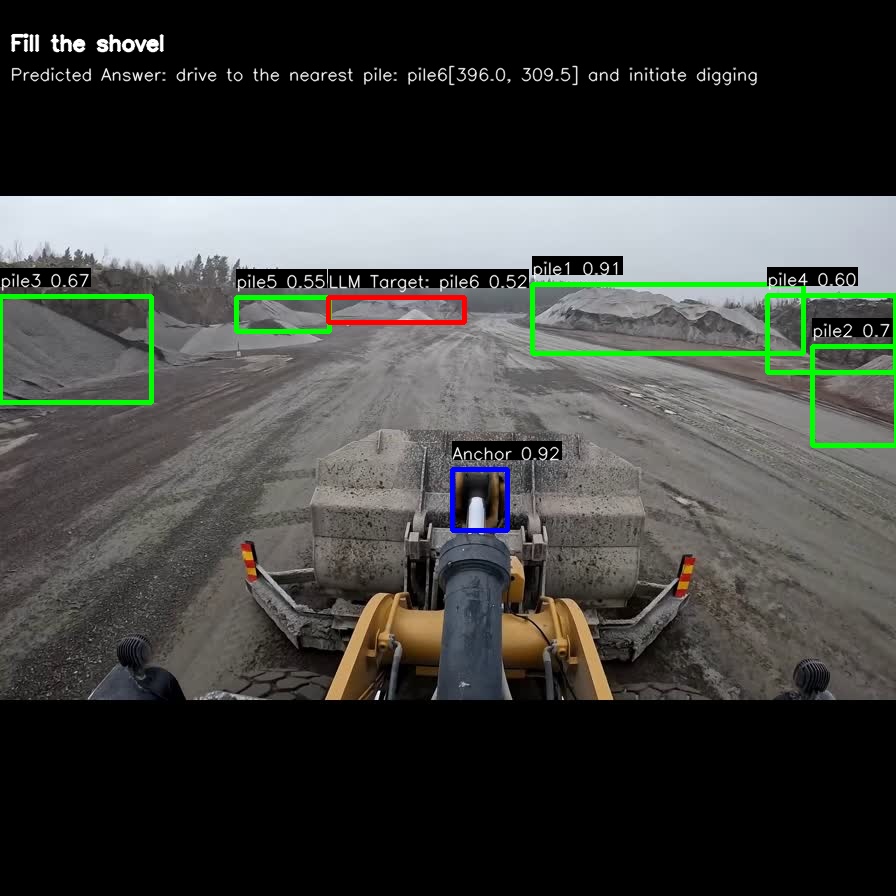 Fill the shovel
Predicted Answer: drive to the nearest pile: pile6[396.0, 309.5] and initiate digging
pile3 0.67
pile5 0.55
LLM Target: pile6 0.52
pile1 0.91
pile4 0.60
pile2 0.7
Anchor 0.92